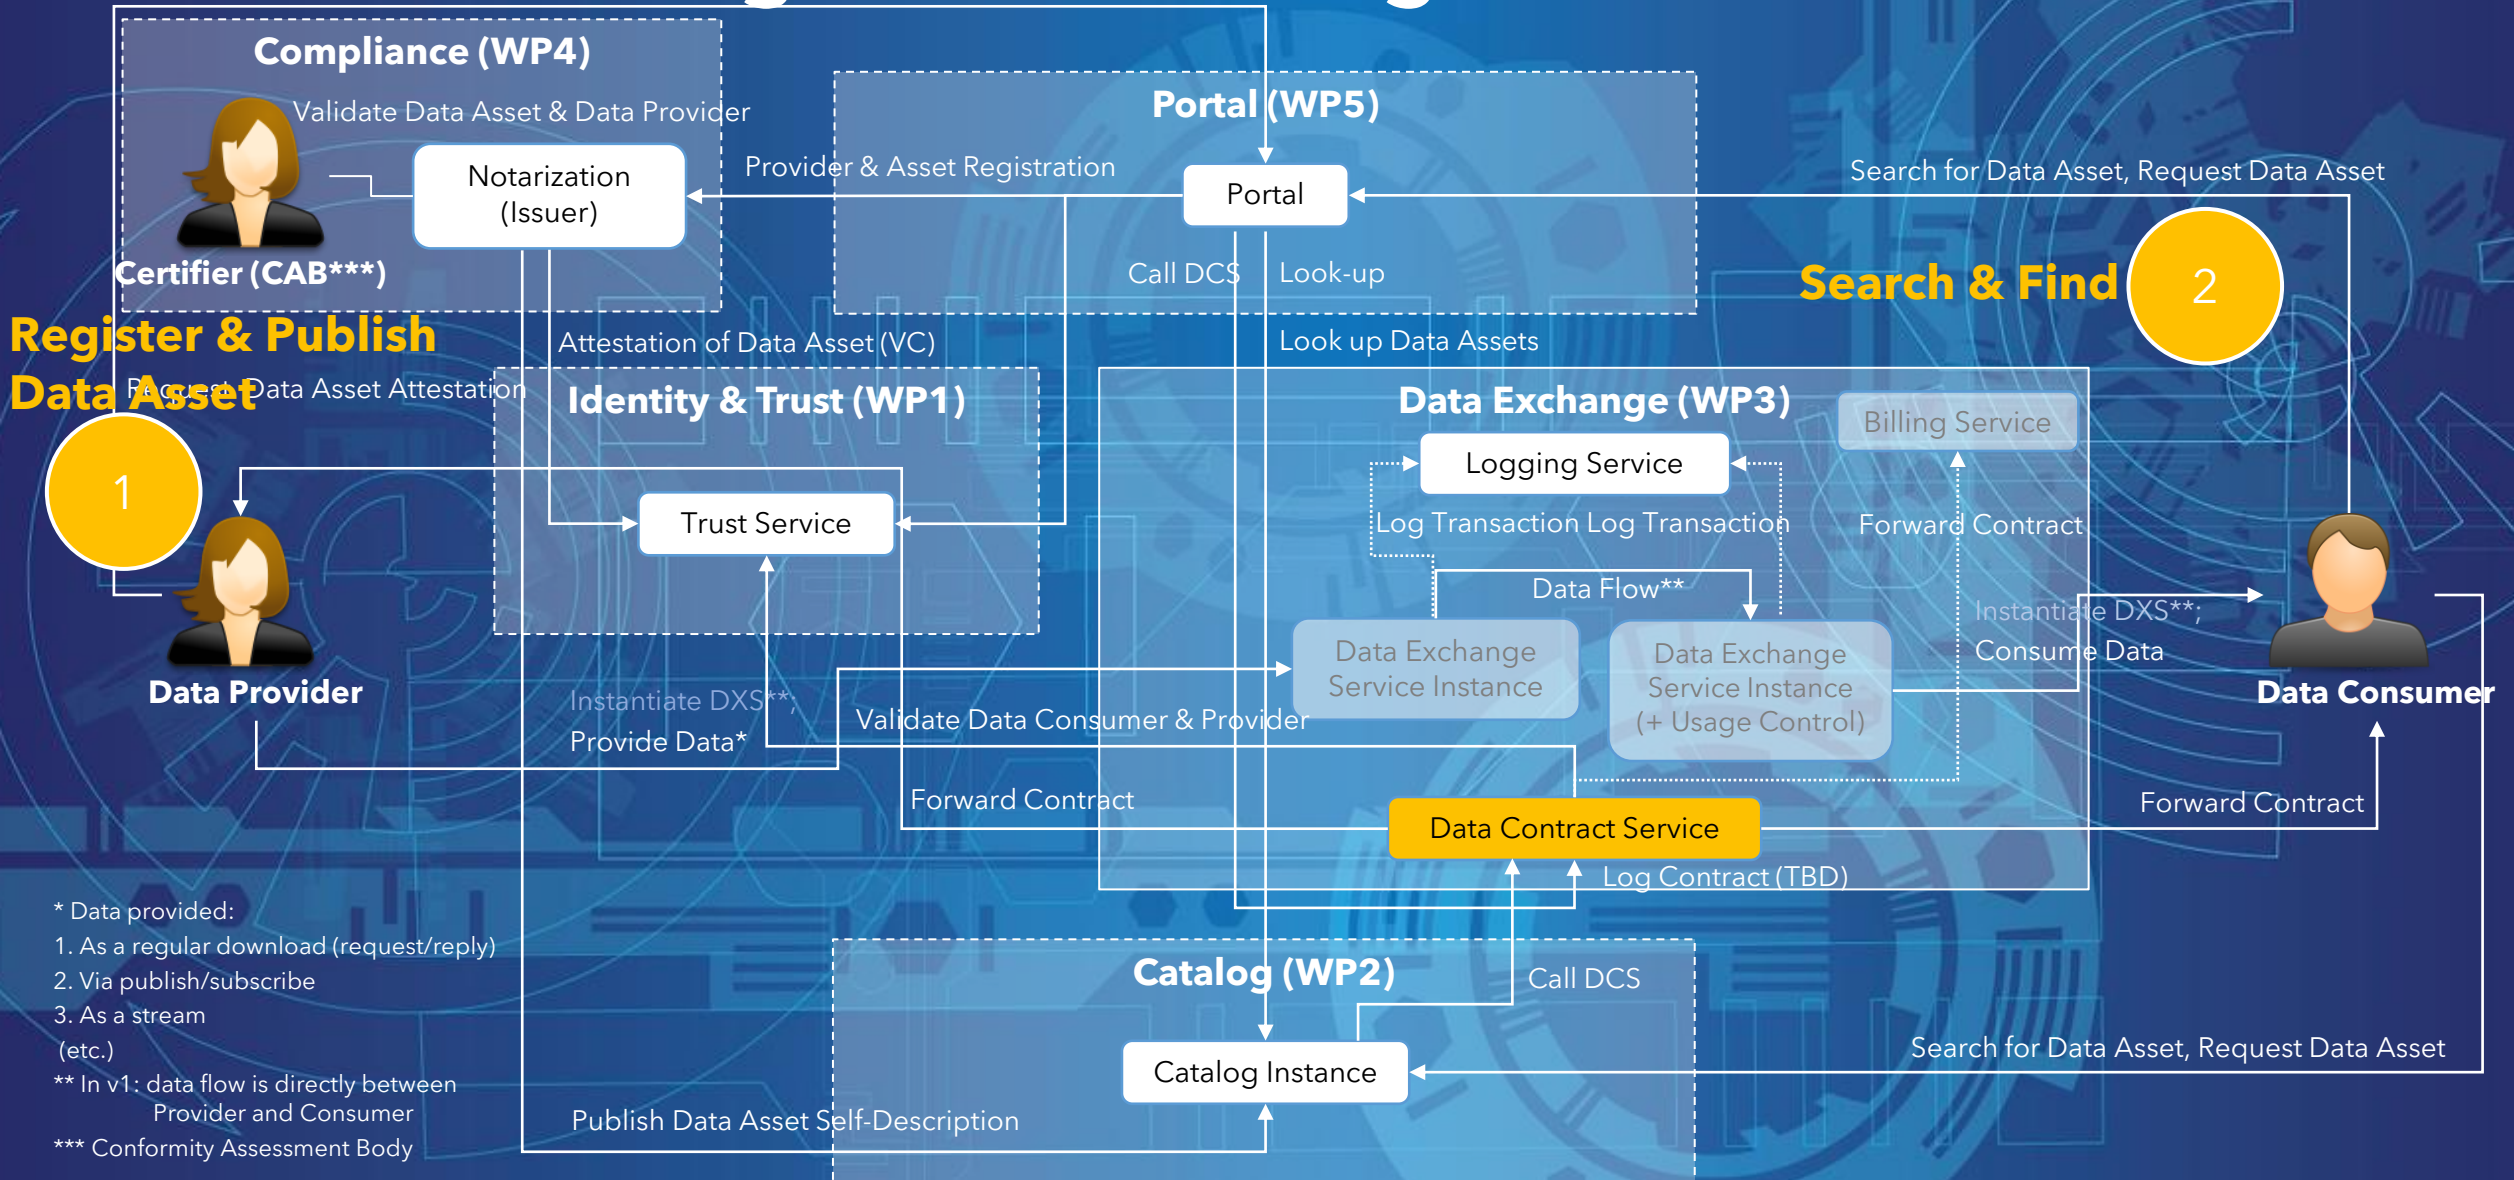 Compliance (WP4)
Validate Data Asset & Data Provider
Notarization
(Issuer)
Certifier (CAB***)
Portal (WP5)
Provider & Asset Registration
Portal
Search for Data Asset, Request Data Asset
Call DCS
Look-up
Search & Find
2
Register & Publish
Data Asset
Request Data Asset Attestation
1
Attestation of Data Asset (VC)
Look up Data Assets
Identity & Trust (WP1)
Trust Service
Data Exchange (WP3)
Billing Service
Logging Service
Log Transaction
Log Transaction
Forward Contract
Data Flow**
Data Exchange
Service Instance
Data Exchange
Service Instance
(+ Usage Control)
Instantiate DXS**;
Consume Data
Data Provider
Data Consumer
Instantiate DXS**;
Provide Data*
Validate Data Consumer & Provider
Forward Contract
Data Contract Service
Forward Contract
Log Contract (TBD)
Catalog (WP2)
Call DCS
Catalog Instance
Search for Data Asset, Request Data Asset
Publish Data Asset Self-Description
* Data provided:
1. As a regular download (request/reply)
2. Via publish/subscribe
3. As a stream
(etc.)
** In v1: data flow is directly between
Provider and Consumer
*** Conformity Assessment Body